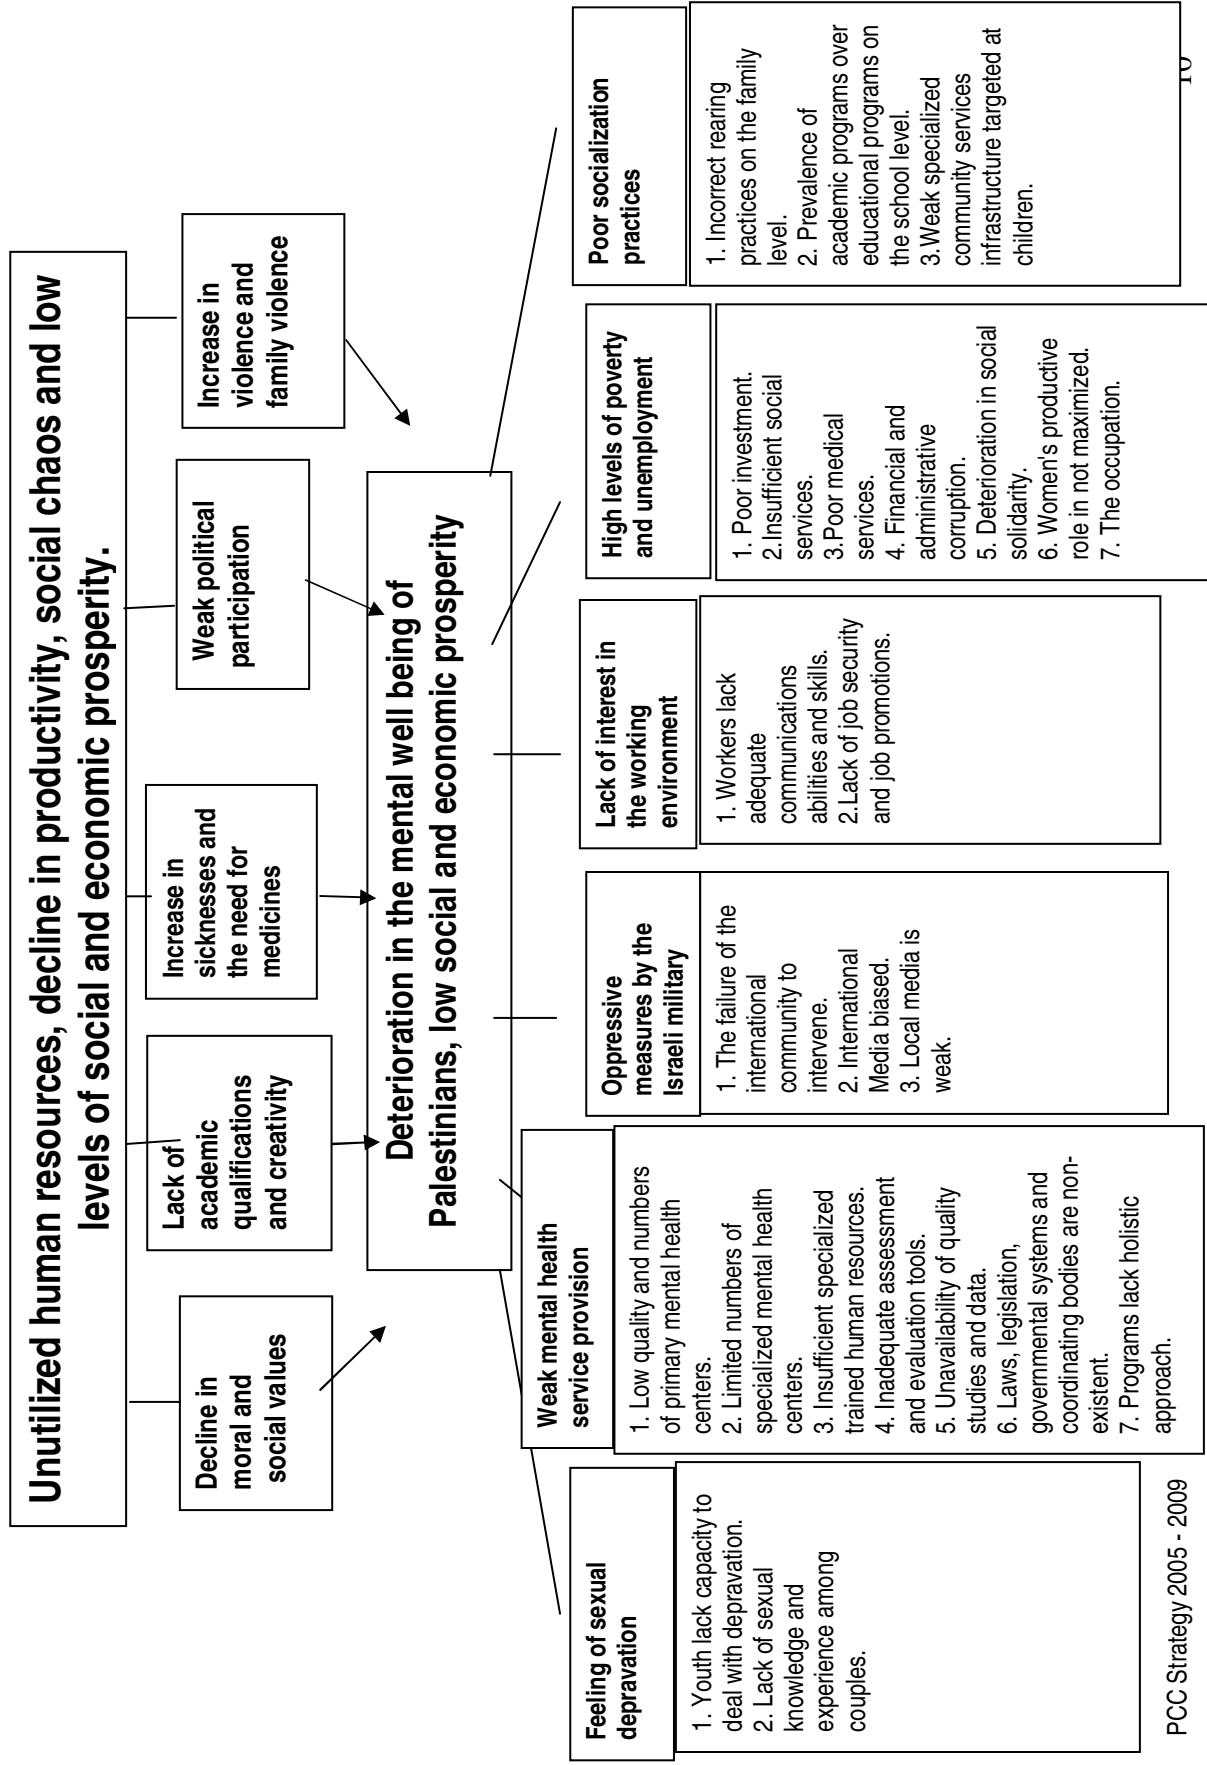 Unutilized human resources, decline in productivity, social chaos and low
levels of social and economic prosperity.
Decline in
moral and
social values
Lack of
academic
qualifications
and creativity
Increase in
sicknesses and
the need for
medicines
Weak political
participation
Increase in
violence and
family violence
Deterioration in the mental well being of
Palestinians, low social and economic prosperity
Feeling of sexual
depravation
1. Youth lack capacity to
deal with depravation.
2. Lack of sexual
knowledge and
experience among
couples.
Weak mental health
service provision
1. Low quality and numbers
of primary mental health
centers.
2. Limited numbers of
specialized mental health
centers.
3. Insufficient specialized
trained human resources.
4. Inadequate assessment
and evaluation tools.
5. Unavailability of quality
studies and data.
6. Laws, legislation,
governmental systems and
coordinating bodies are non-
existent.
7. Programs lack holistic
approach.
Oppressive
measures by the
Israeli military
1. The failure of the
international
community to
intervene.
2. International
Media biased.
3. Local media is
weak.
Lack of interest in
the working
environment
1. Workers lack
adequate
communications
abilities and skills.
2.Lack of job security
and job promotions.
High levels of poverty
and unemployment
1. Poor investment.
2.Insufficient social
services.
3.Poor medical
services.
4. Financial and
administrative
corruption.
5. Deterioration in social
solidarity.
6. Women's productive
role in not maximized.
7. The occupation.
Poor socialization
practices
1. Incorrect rearing
practices on the family
level.
2. Prevalence of
academic programs over
educational programs on
the school level.
3.Weak specialized
community services
infrastructure targeted at
children.
PCC Strategy 2005 - 2009